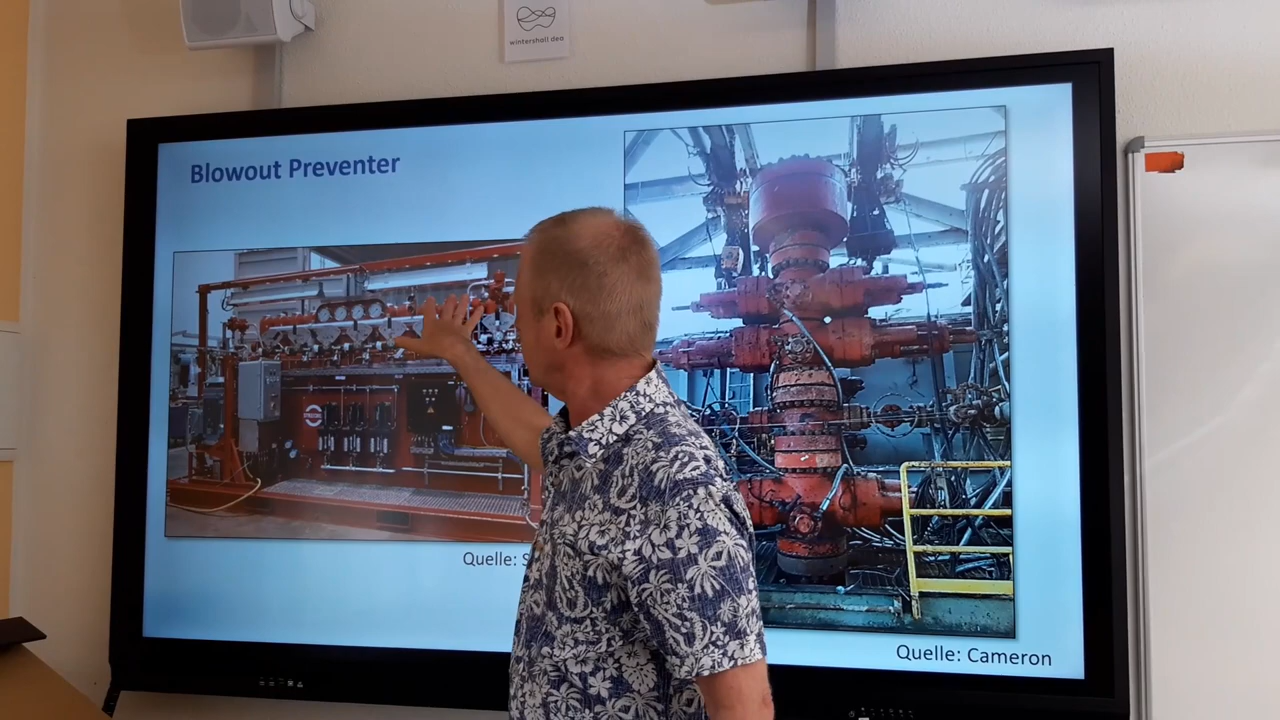 wintershall dea
Blowout Preventer
Quelle:
Quelle: Cameron